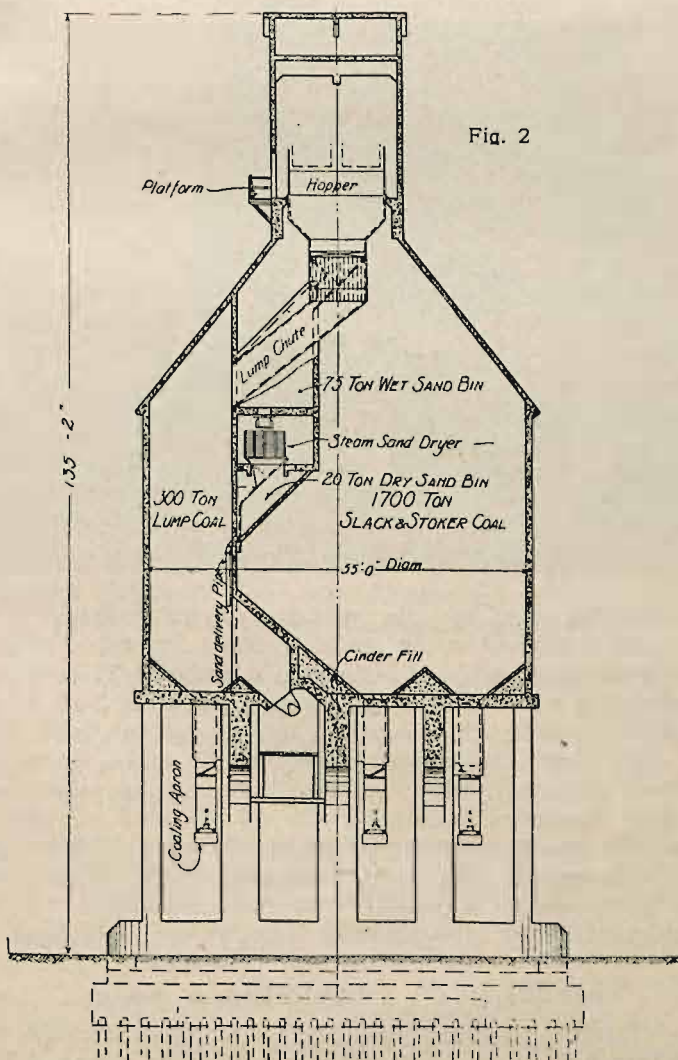 Fig. 2
Platform
Hopper
Lump Chute
75 TON WET SAND BIN
Steam Sand Dryer
20 TON DRY SAND BIN
300 TON
LUMP COAL
1700 TON
SLACK & STOKER COAL
55'-0" Diam.
Sand delivery Pipe
Cinder Fill
Coaling Apron
135'-2"